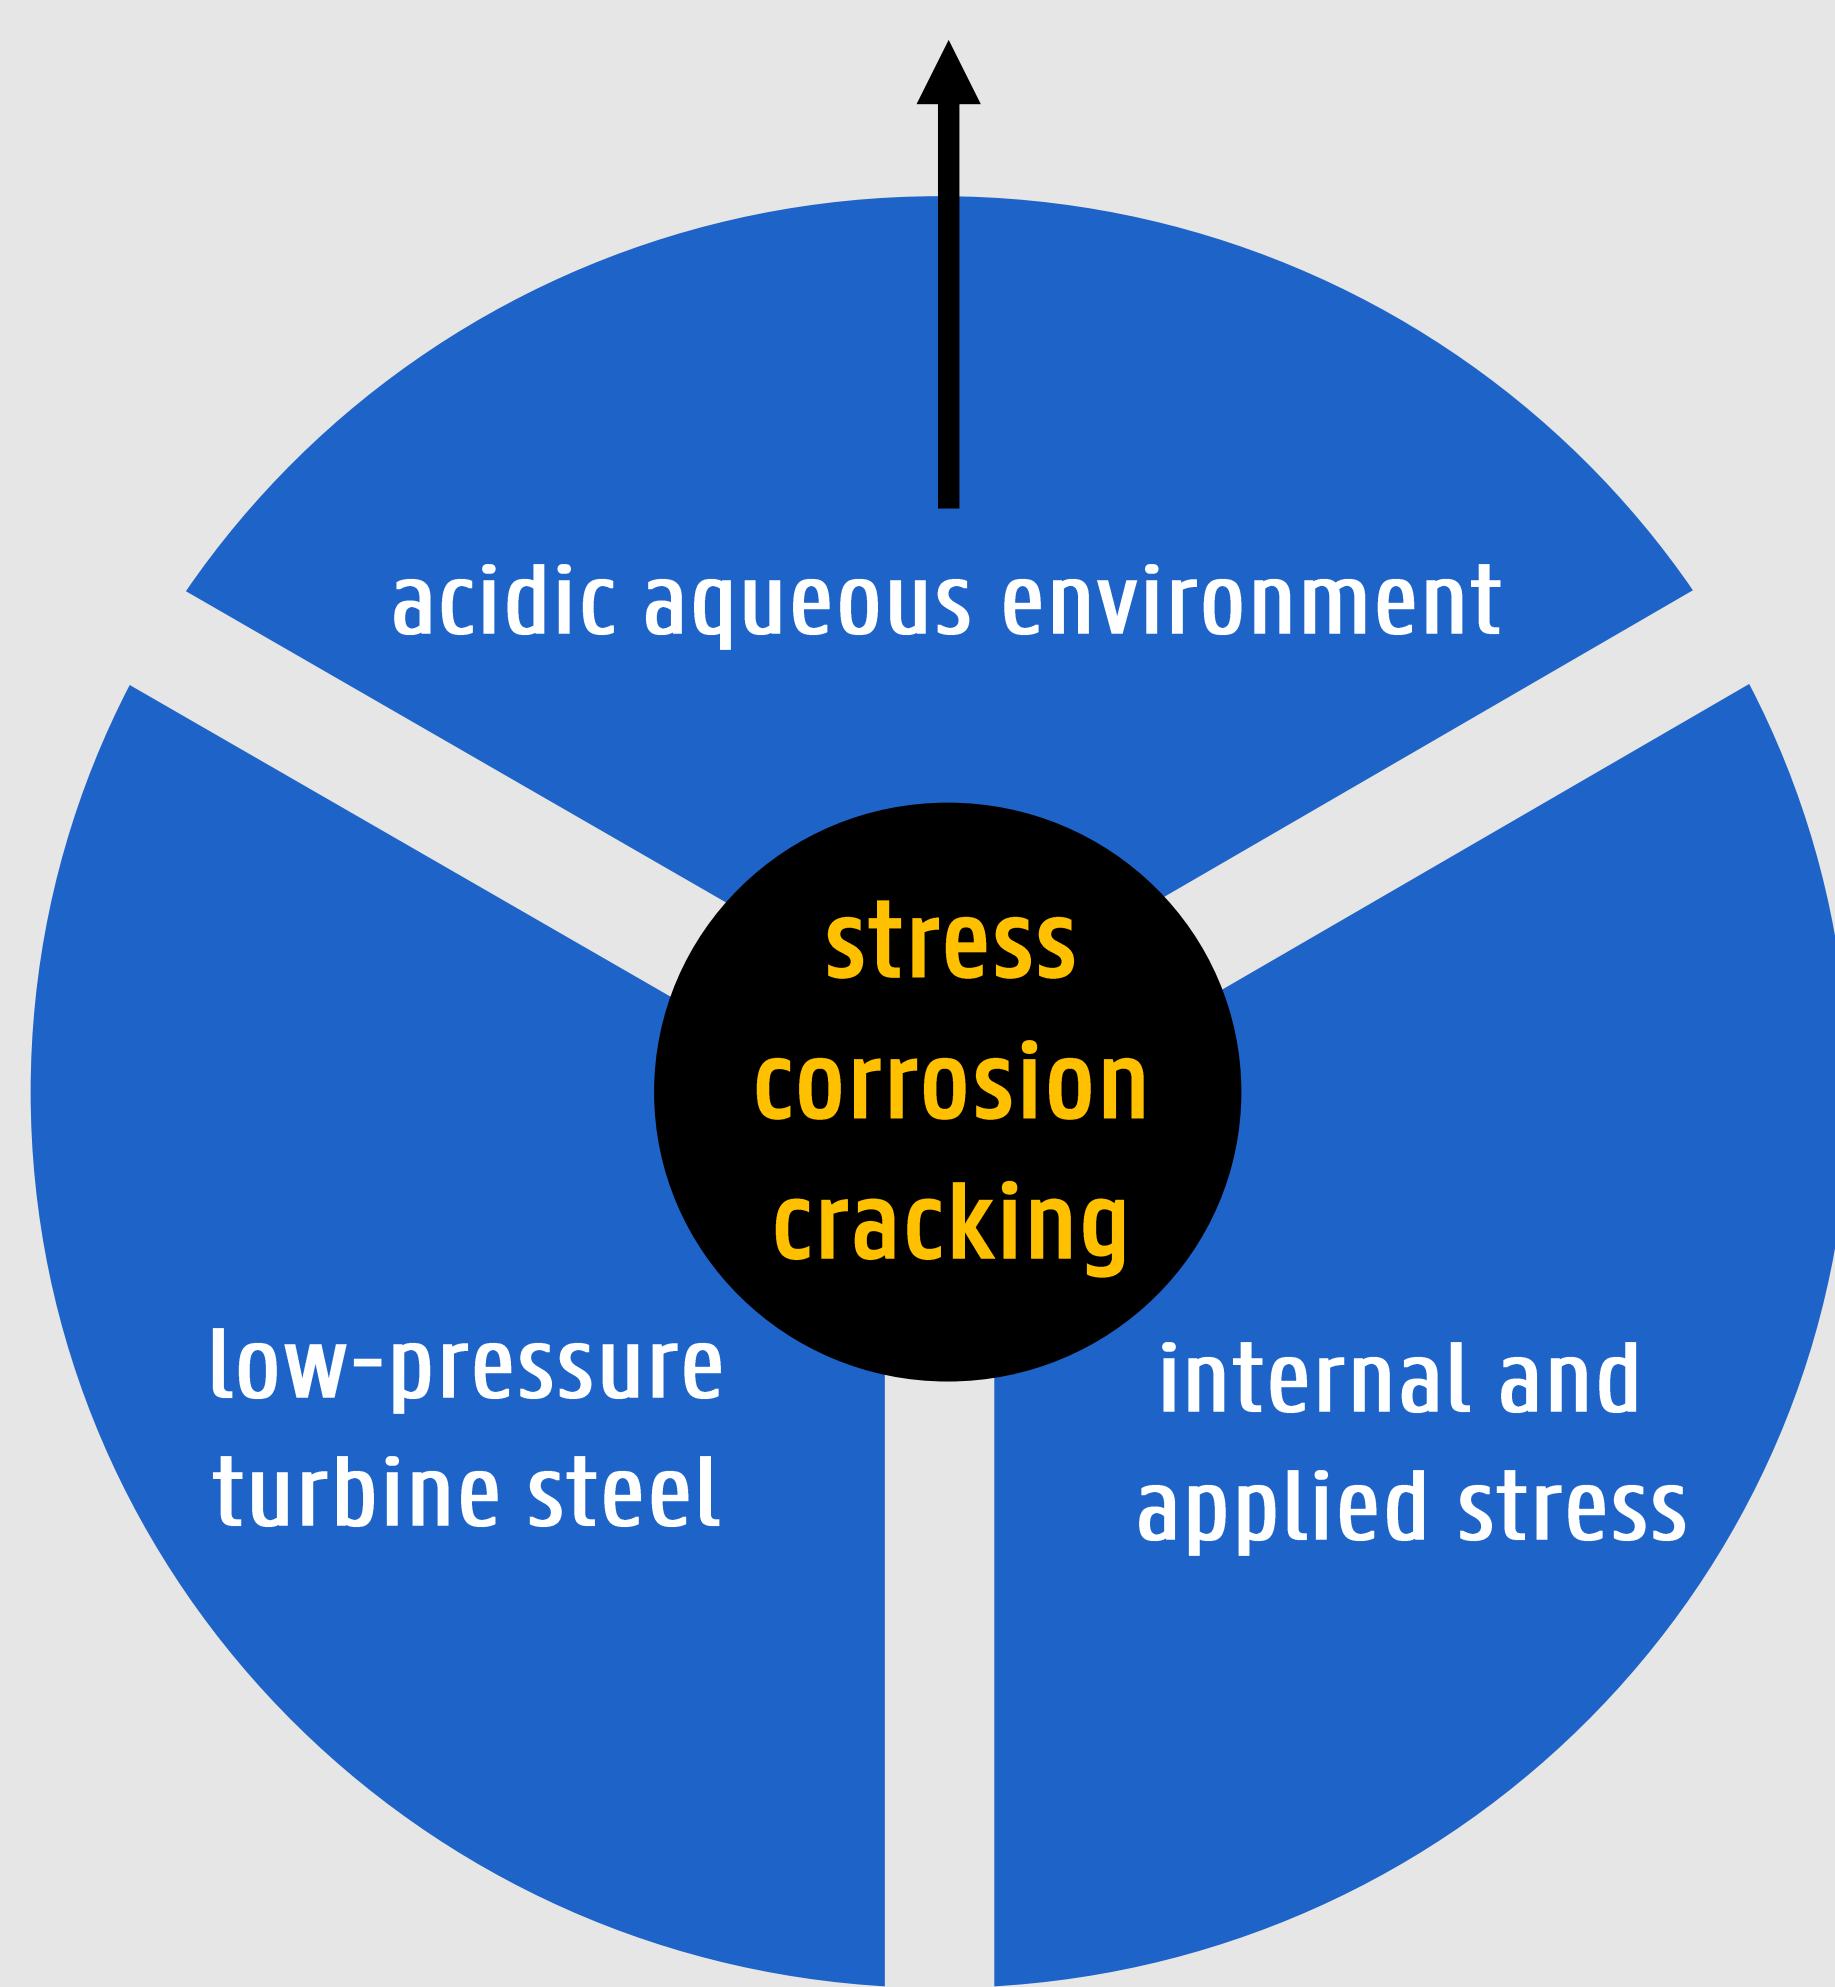 acidic aqueous environment
stress
corrosion
cracking
low-pressure
turbine steel
internal and
applied stress